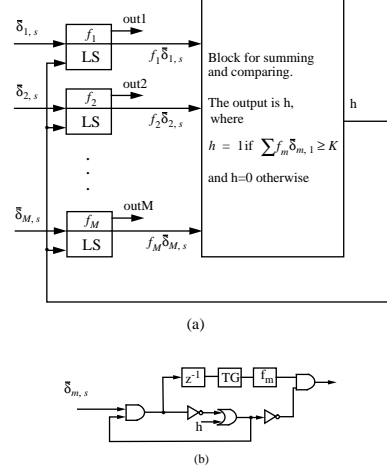 δ̄1, s
f1
LS
out1
f1δ̄1, s
δ̄2, s
f2
LS
out2
f2δ̄2, s
.
.
.
δ̄M, s
fM
LS
outM
fMδ̄M, s
Block for summing
and comparing.
The output is h,
where
h = 1 if ∑ fmδ̄m, 1 ≥ K
and h=0 otherwise
h
(a)
δ̄m, s
z-1
TG
fm
h
(b)